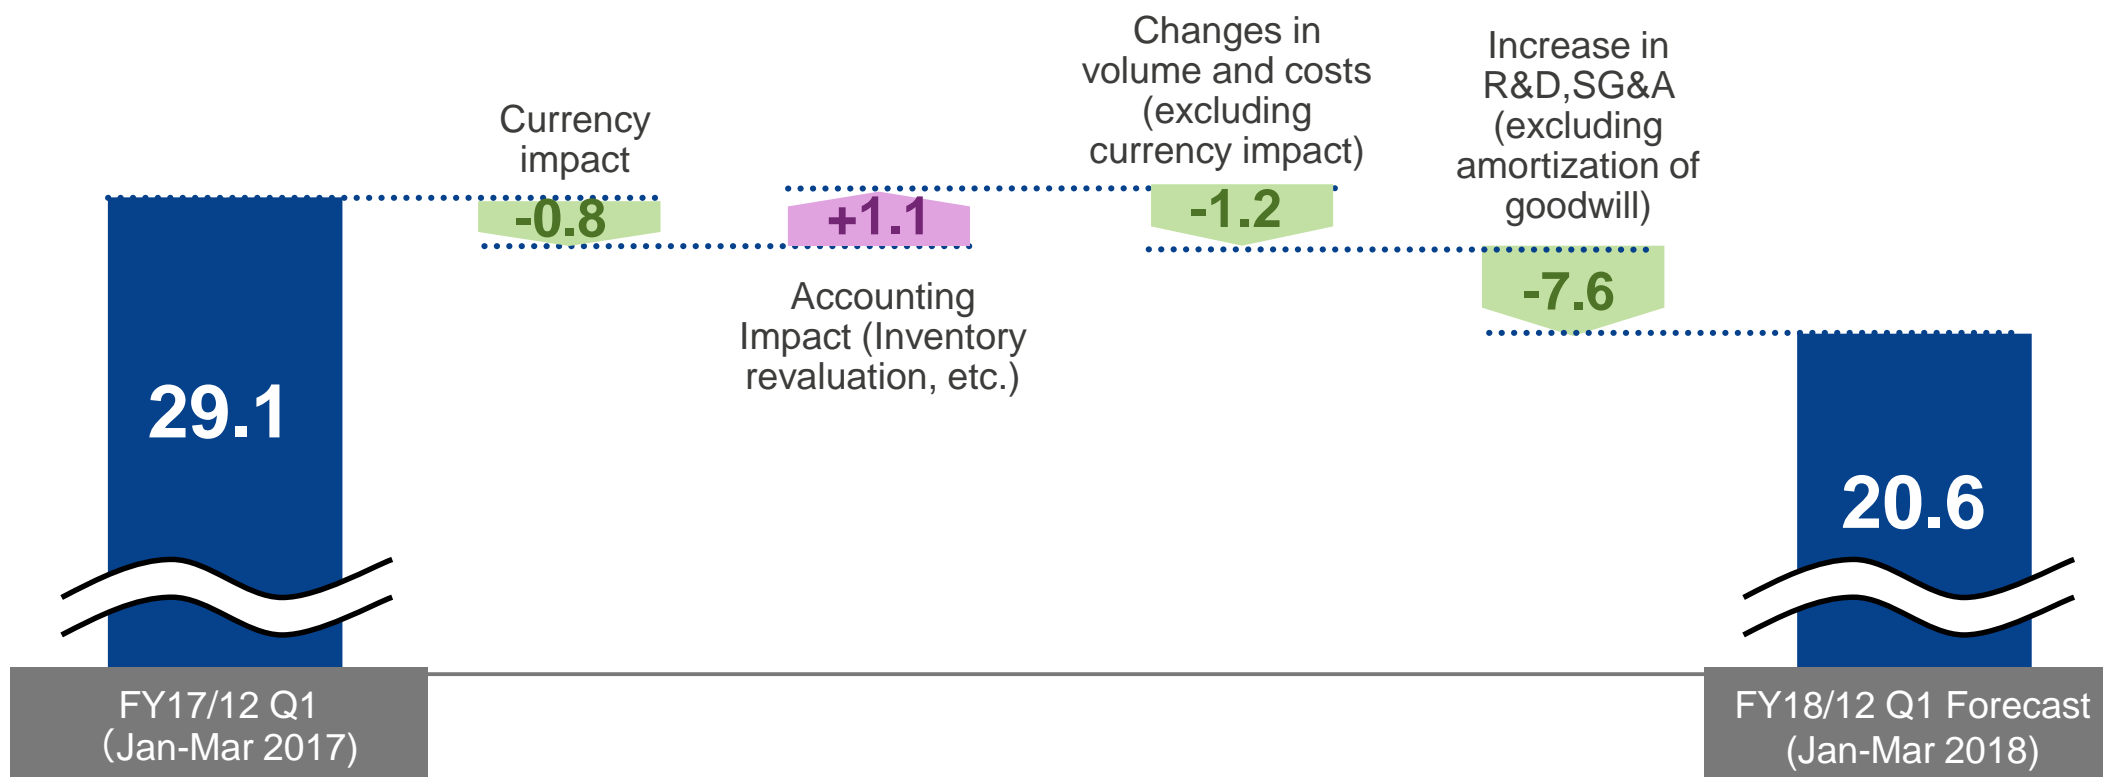 Currency
impact
Changes in
volume and costs
(excluding
currency impact)
Increase in
R&D,SG&A
(excluding
amortization of
goodwill)
-0.8
+1.1
-1.2
-7.6
Accounting
Impact (Inventory
revaluation, etc.)
29.1
20.6
FY17/12 Q1
（Jan-Mar 2017)
FY18/12 Q1 Forecast
(Jan-Mar 2018)